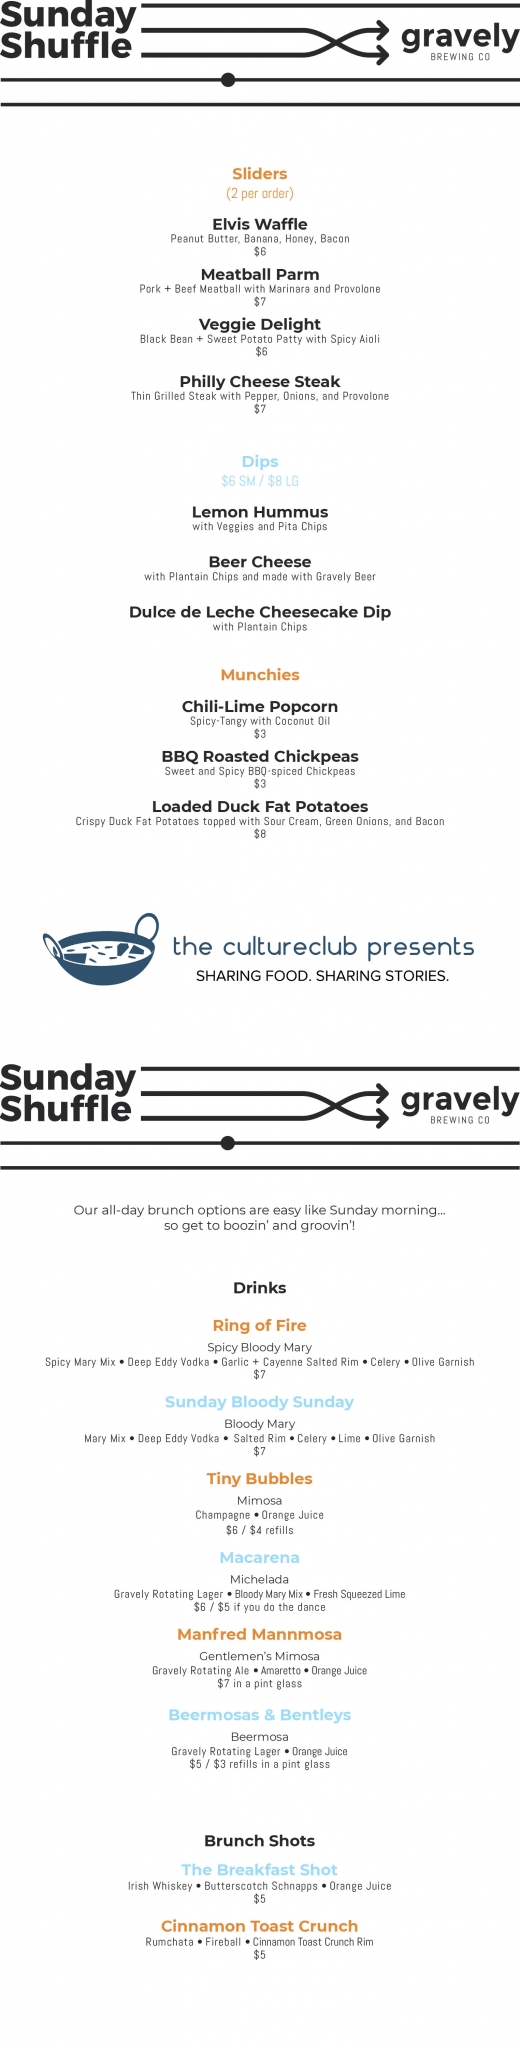 Sunday
Shuffle
gravely
BREWING CO
Sliders
(2 per order)
Elvis Waffle
Peanut Butter, Banana, Honey, Bacon
$6
Meatball Parm
Pork + Beef Meatball with Marinara and Provolone
$7
Veggie Delight
Black Bean + Sweet Potato Patty with Spicy Aioli
$6
Philly Cheese Steak
Thin Grilled Steak with Pepper, Onions, and Provolone
$7
Dips
$6 SM / $8 LG
Lemon Hummus
with Veggies and Pita Chips
Beer Cheese
with Plantain Chips and made with Gravely Beer
Dulce de Leche Cheesecake Dip
with Plantain Chips
Munchies
Chili-Lime Popcorn
Spicy-Tangy with Coconut Oil
$3
BBQ Roasted Chickpeas
Sweet and Spicy BBQ-spiced Chickpeas
$3
Loaded Duck Fat Potatoes
Crispy Duck Fat Potatoes topped with Sour Cream, Green Onions, and Bacon
$8
the cultureclub presents
SHARING FOOD. SHARING STORIES.
Sunday
Shuffle
gravely
BREWING CO
Our all-day brunch options are easy like Sunday morning...
so get to boozin' and groovin'!
Drinks
Ring of Fire
Spicy Bloody Mary
Spicy Mary Mix • Deep Eddy Vodka • Garlic + Cayenne Salted Rim • Celery • Olive Garnish
$7
Sunday Bloody Sunday
Bloody Mary
Mary Mix • Deep Eddy Vodka • Salted Rim • Celery • Lime • Olive Garnish
$7
Tiny Bubbles
Mimosa
Champagne • Orange Juice
$6 / $4 refills
Macarena
Michelada
Gravely Rotating Lager • Bloody Mary Mix • Fresh Squeezed Lime
$6 / $5 if you do the dance
Manfred Mannmosa
Gentlemen's Mimosa
Gravely Rotating Ale • Amaretto • Orange Juice
$7 in a pint glass
Beermosas & Bentleys
Beermosa
Gravely Rotating Lager • Orange Juice
$5 / $3 refills in a pint glass
Brunch Shots
The Breakfast Shot
Irish Whiskey • Butterscotch Schnapps • Orange Juice
$5
Cinnamon Toast Crunch
Rumchata • Fireball • Cinnamon Toast Crunch Rim
$5